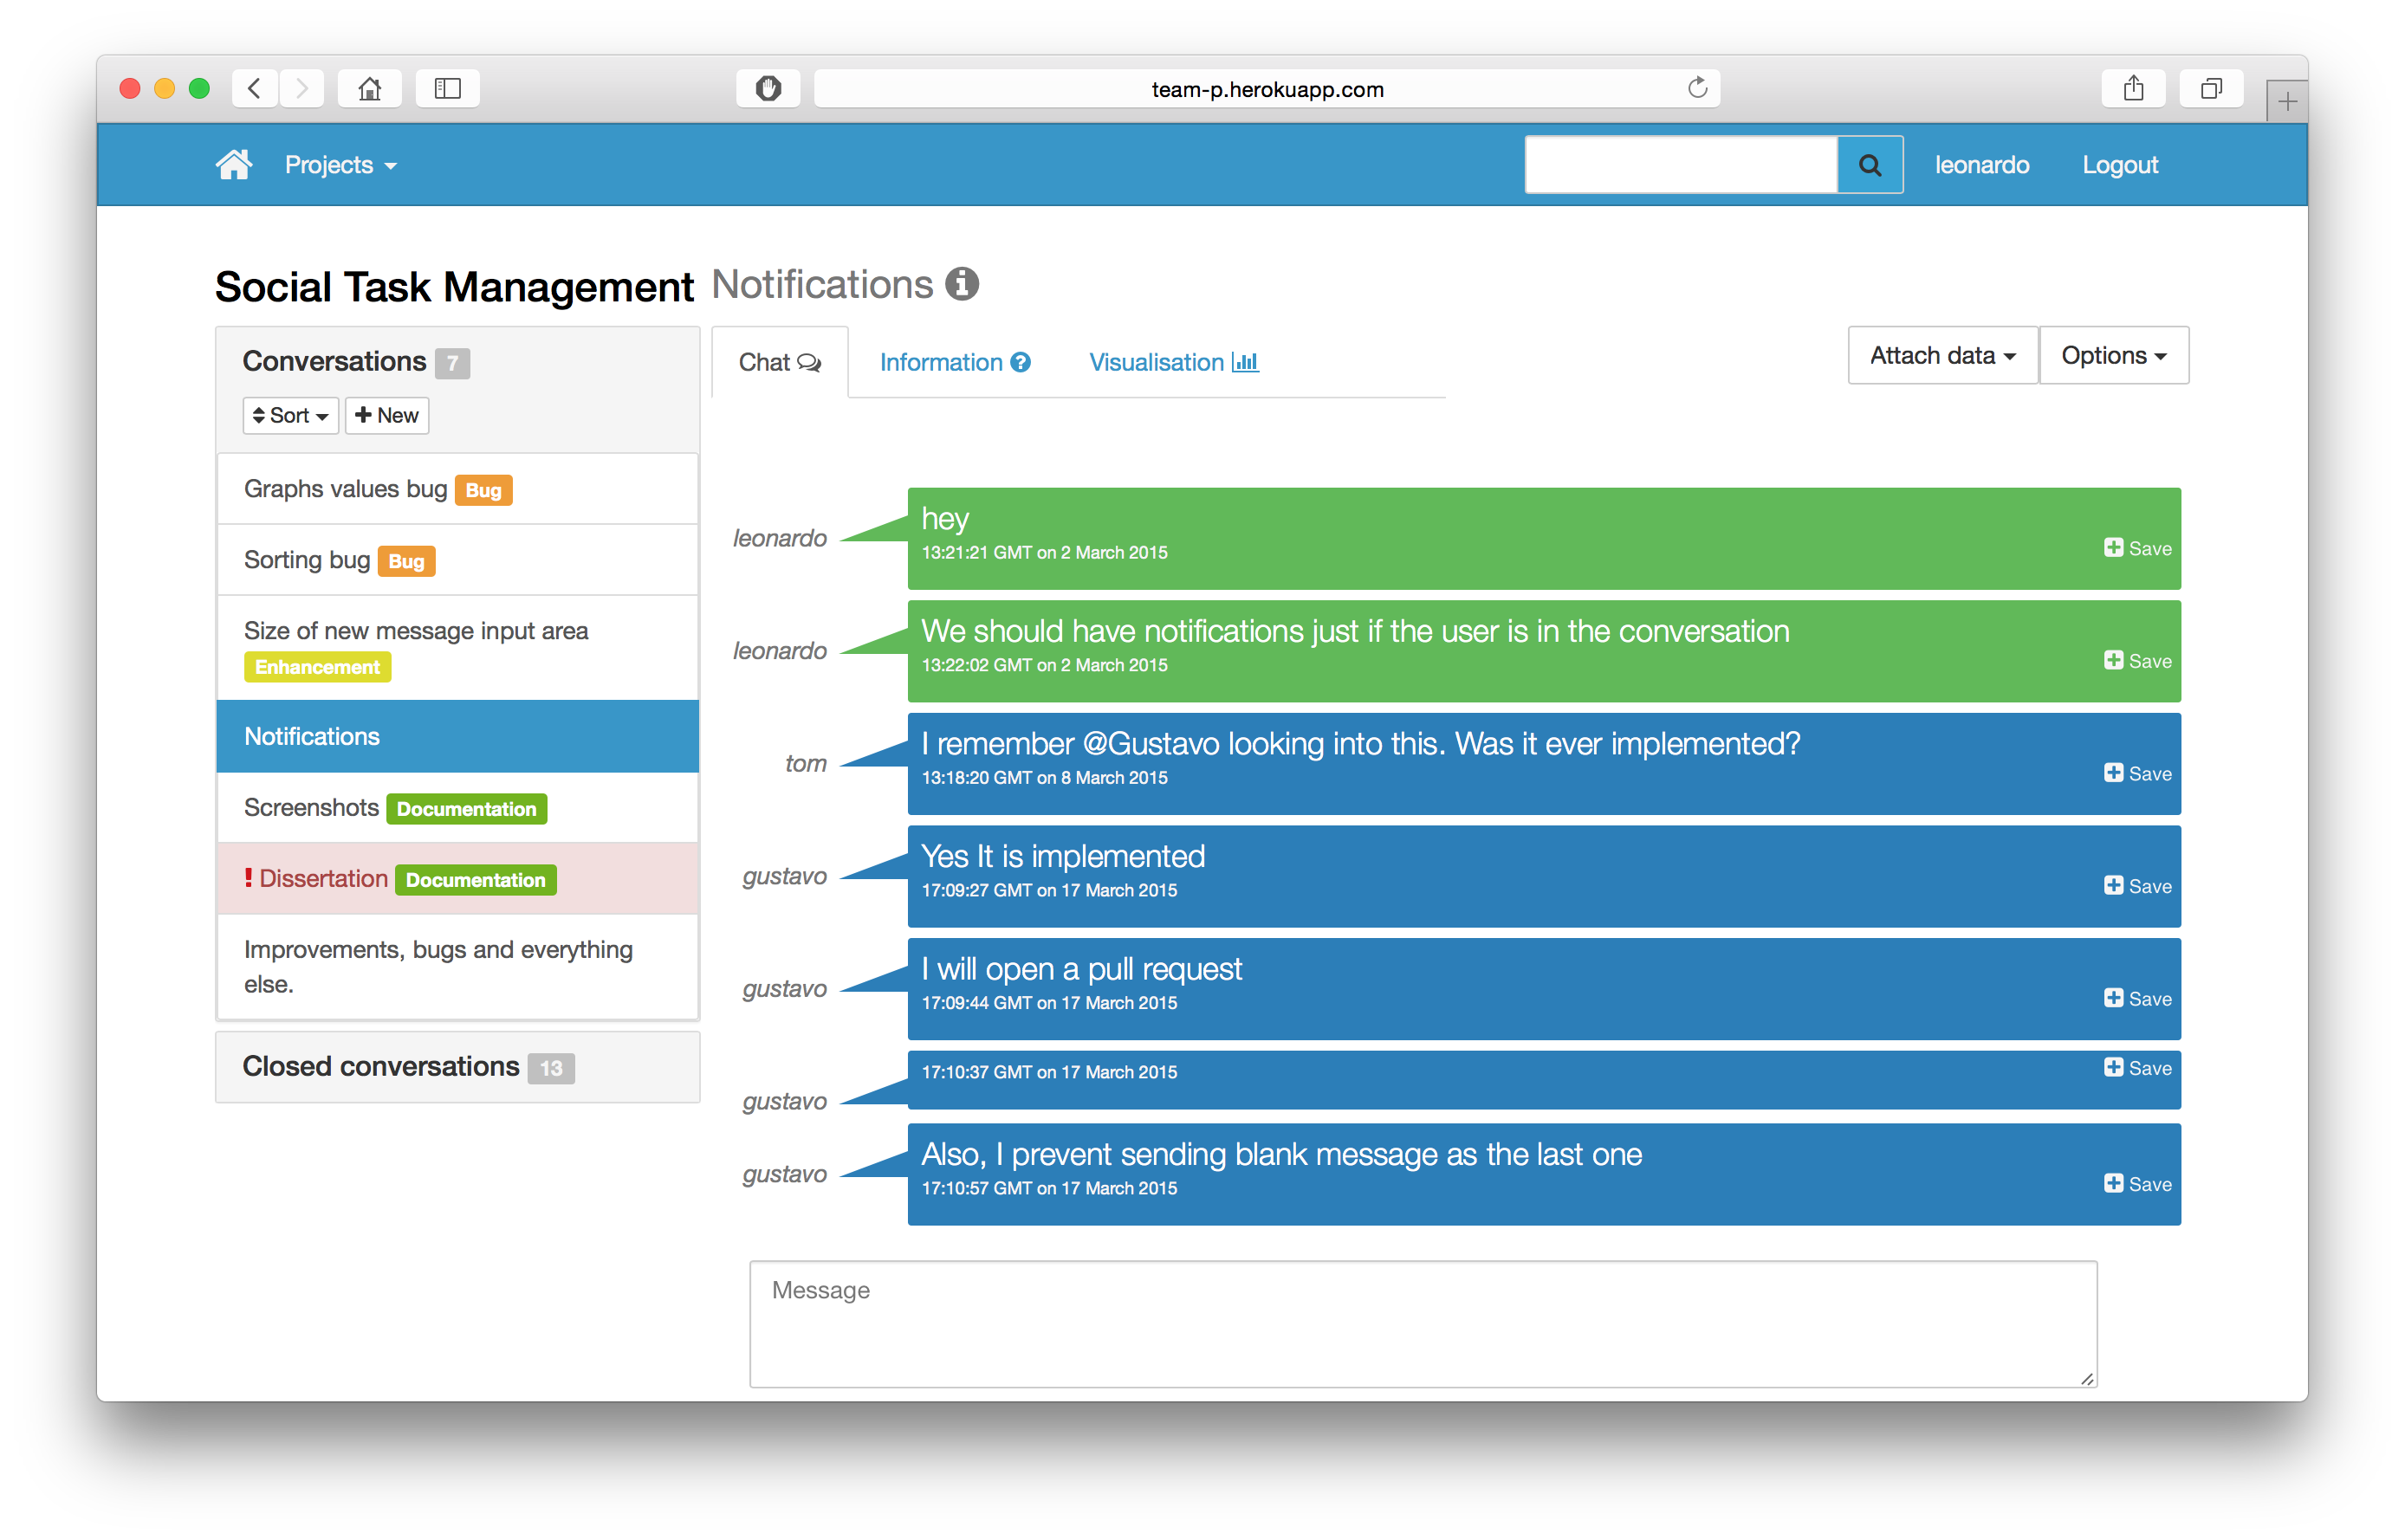 team-p.herokuapp.com
Projects
leonardo
Logout
Social Task Management
Notifications
Conversations 7
Sort
New
Graphs values bug Bug
Sorting bug Bug
Size of new message input area
Enhancement
Notifications
Screenshots Documentation
! Dissertation Documentation
Improvements, bugs and everything
else.
Closed conversations 13
Chat
Information
Visualisation
Attach data
Options
leonardo
hey
13:21:21 GMT on 2 March 2015
Save
leonardo
We should have notifications just if the user is in the conversation
13:22:02 GMT on 2 March 2015
Save
tom
I remember @Gustavo looking into this. Was it ever implemented?
13:18:20 GMT on 8 March 2015
Save
gustavo
Yes It is implemented
17:09:27 GMT on 17 March 2015
Save
gustavo
I will open a pull request
17:09:44 GMT on 17 March 2015
Save
gustavo
17:10:37 GMT on 17 March 2015
Save
gustavo
Also, I prevent sending blank message as the last one
17:10:57 GMT on 17 March 2015
Save
Message